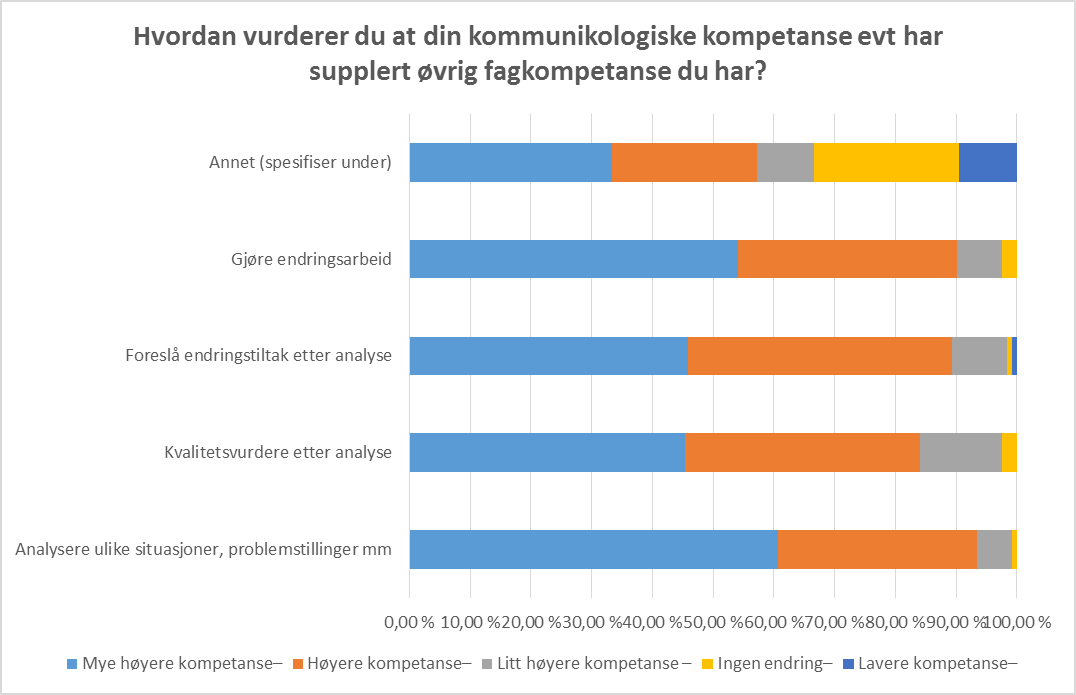 Hvordan vurderer du at din kommunikologiske kompetanse evt har
supplert øvrig fagkompetanse du har?
Annet (spesifiser under)
Gjøre endringsarbeid
Foreslå endringstiltak etter analyse
Kvalitetsvurdere etter analyse
Analysere ulike situasjoner, problemstillinger mm
0,00 % 10,00 % 20,00 % 30,00 % 40,00 % 50,00 % 60,00 % 70,00 % 80,00 % 90,00 % 100,00 %
Mye høyere kompetanse– Høyere kompetanse– Litt høyere kompetanse – Ingen endring– Lavere kompetanse–